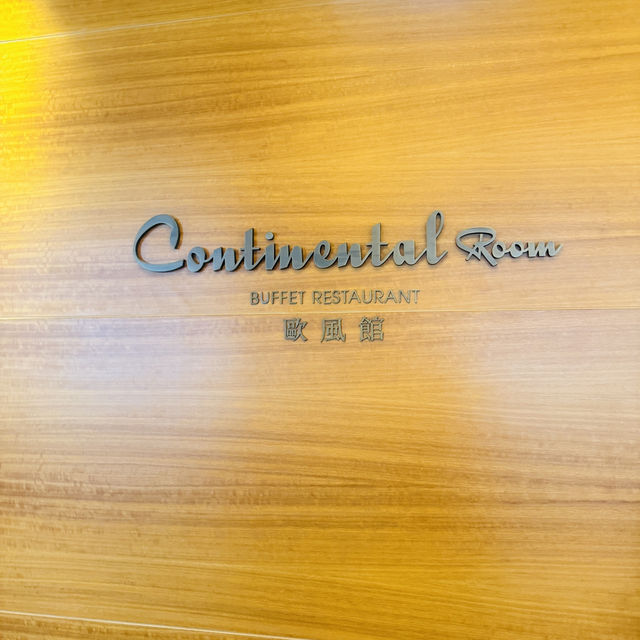 Continental Room
BUFFET RESTAURANT
歐風館